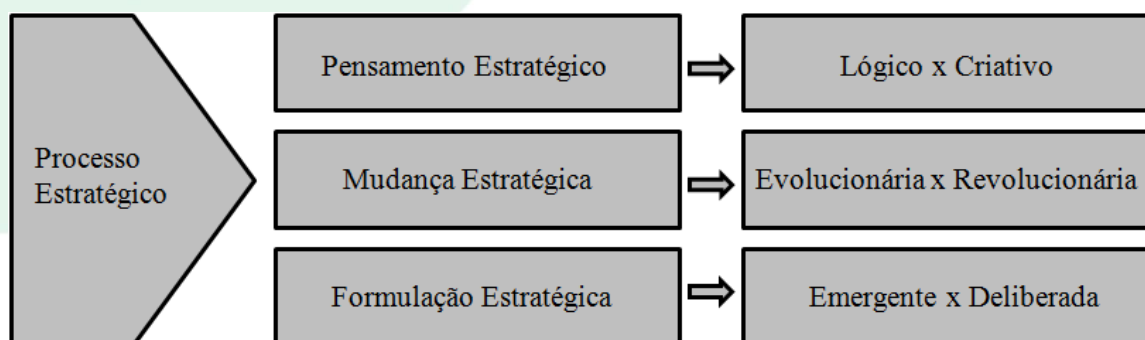 Processo
Estratégico
Pensamento Estratégico
Lógico x Criativo
Mudança Estratégica
Evolucionária x Revolucionária
Formulação Estratégica
Emergente x Deliberada